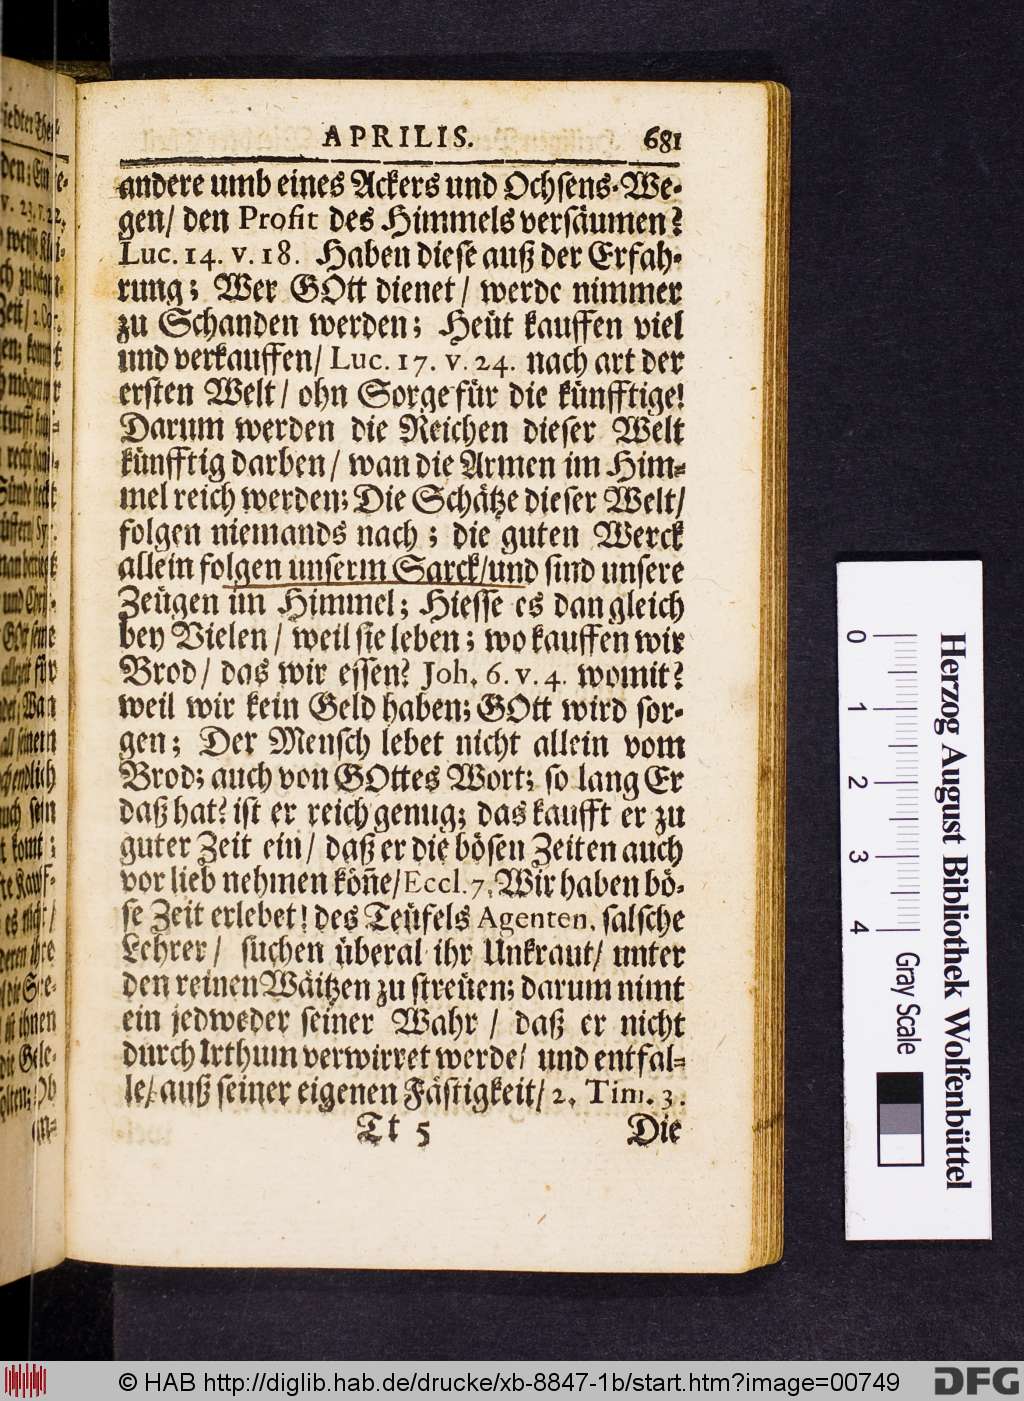 APRILIS. 681
andere umb eines Ackers und Ochsens-We-
gen/ den Profit des Himmels versäumen?
Luc. 14. v. 18. Haben diese auß der Erfah-
rung; Wer GOtt dienet/ werde nimmer
zu Schanden werden; Heüt kauffen viel
und verkauffen/ Luc. 17. v. 24. nach art der
ersten Welt/ ohn Sorge für die künfftige!
Darum werden die Reichen dieser Welt
künfftig darben/ wan die Armen im Him-
mel reich werden; Die Schätze dieser Welt/
folgen niemands nach; die guten Werck
allein folgen unserm Sarck/und sind unsere
Zeügen im Himmel; Hiesse es dan gleich
bey Vielen/ weil sie leben; wo kauffen wir
Brod/ das wir essen? Joh. 6. v. 4. womit?
weil wir kein Geld haben; GOtt wird sor-
gen; Der Mensch lebet nicht allein vom
Brod; auch von GOttes Wort; so lang Er
daß hat? ist er reich genug; das kaufft er zu
guter Zeit ein/ daß er die bösen Zeiten auch
vor lieb nehmen köñe/Eccl. 7. Wir haben bö-
se Zeit erlebet! des Teüfels Agenten. falsche
Lehrer/ suchen überal ihr Unkraut/ unter
den reinen Wäitzen zu streüen; darum nimt
ein jedweder seiner Wahr/ daß er nicht
durch Irthum verwirret werde/ und entfal-
le/ auß seiner eigenen Fästigkeit/ 2. Tim. 3.
Tt 5 Die
Herzog August Bibliothek Wolfenbüttel
0 1 2 3 4 Gray Scale
© HAB http://diglib.hab.de/drucke/xb-8847-1b/start.htm?image=00749
DFG